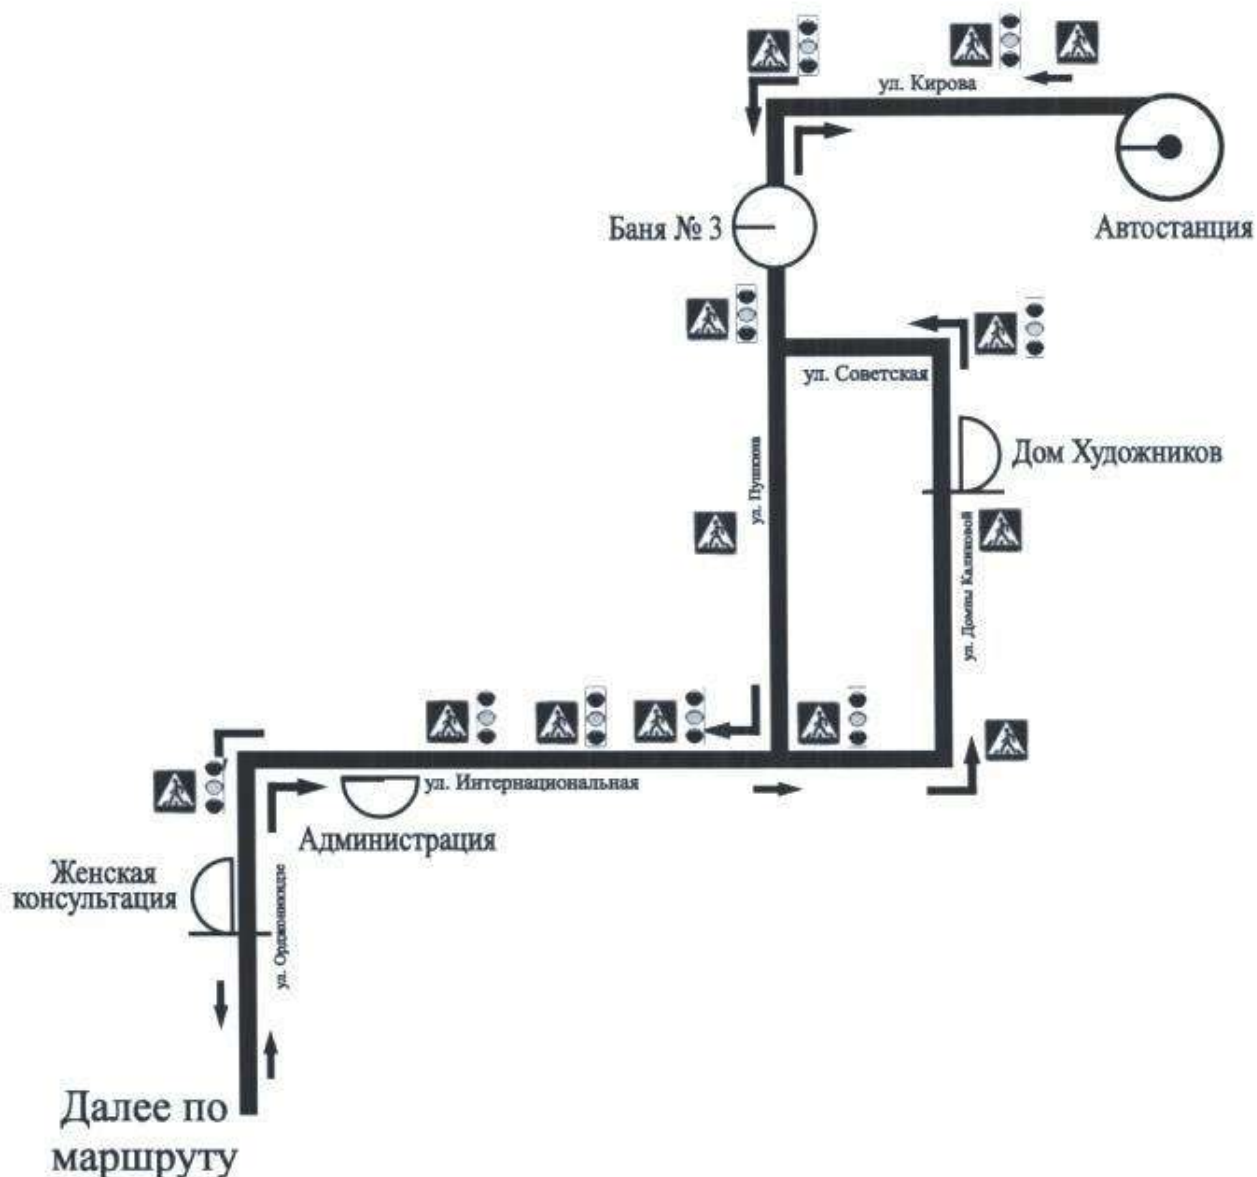 ул. Кирова
Автостанция
Баня № 3
ул. Советская
Дом Художников
ул. Пушкина
ул. Домны Каликовой
ул. Интернациональная
Администрация
Женская
консультация
ул. Орджоникидзе
Далее по
маршруту